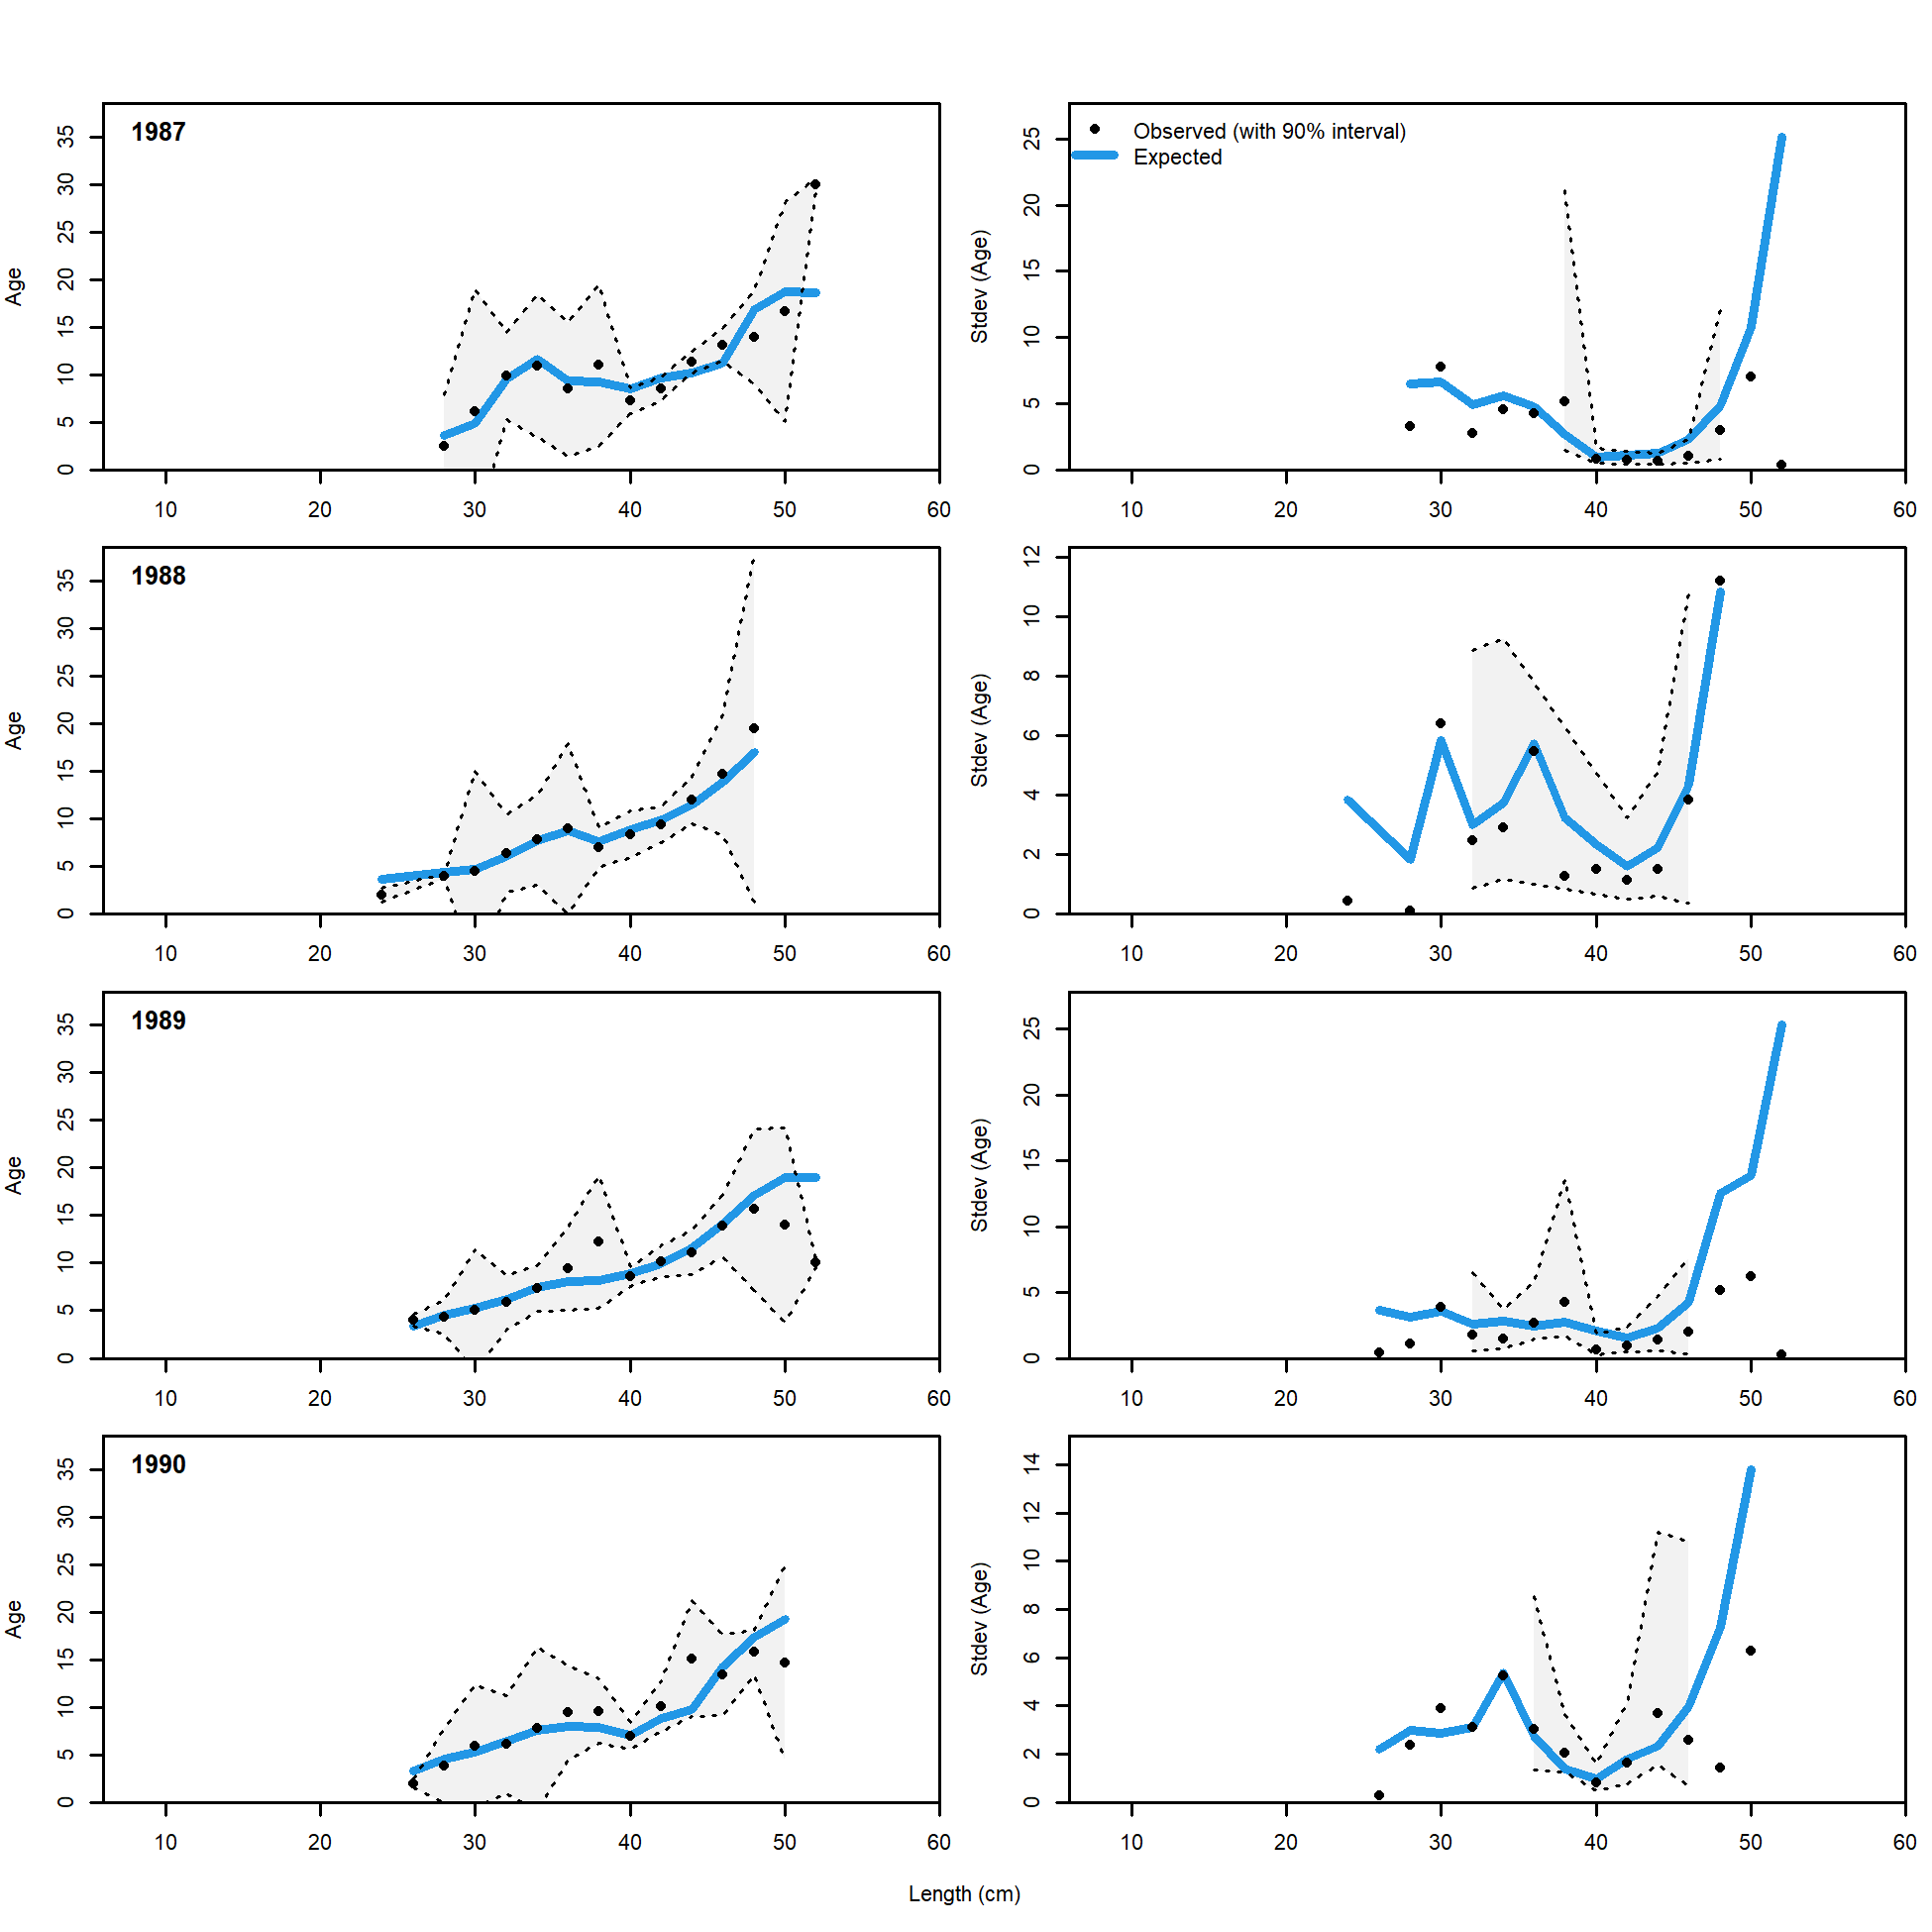 1987
Age
0 5 10 15 20 25 30 35
10 20 30 40 50 60
Observed (with 90% interval)
Expected
Stdev (Age)
0 5 10 15 20 25
10 20 30 40 50 60
1988
Age
0 5 10 15 20 25 30 35
10 20 30 40 50 60
Stdev (Age)
0 2 4 6 8 10 12
10 20 30 40 50 60
1989
Age
0 5 10 15 20 25 30 35
10 20 30 40 50 60
Stdev (Age)
0 5 10 15 20 25
10 20 30 40 50 60
1990
Age
0 5 10 15 20 25 30 35
10 20 30 40 50 60
Stdev (Age)
0 2 4 6 8 10 12 14
10 20 30 40 50 60
Length (cm)